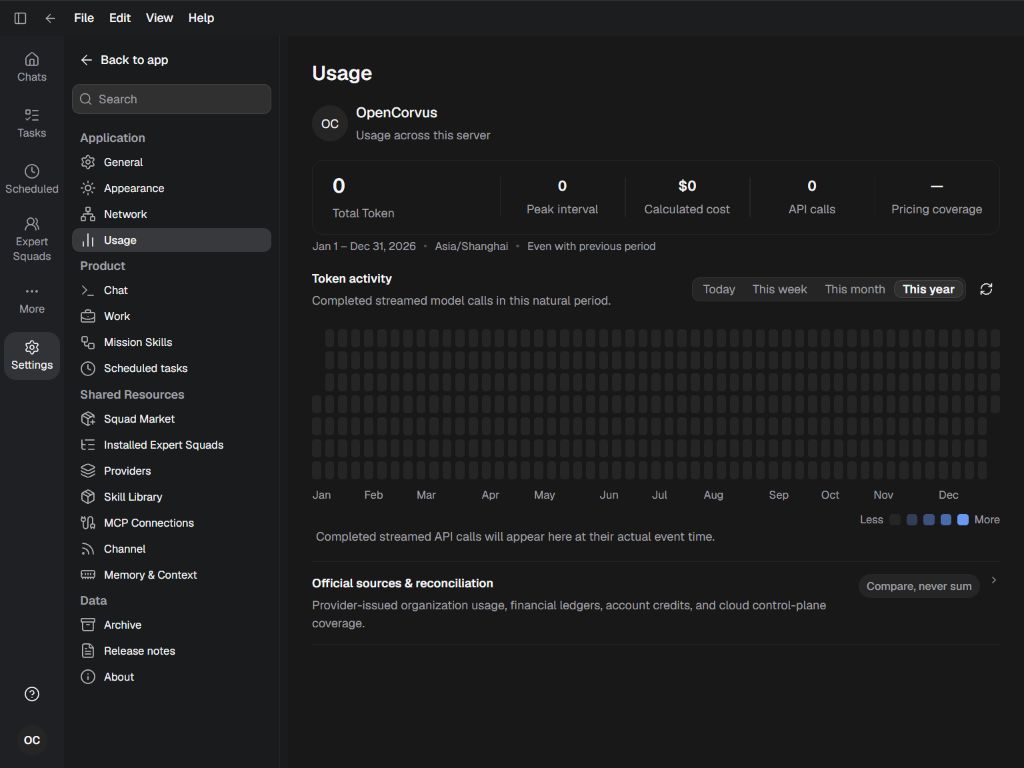 File Edit View Help
Chats
Tasks
Scheduled
Expert
Squads
More
Settings
OC
Back to app
Search
Application
General
Appearance
Network
Usage
Product
Chat
Work
Mission Skills
Scheduled tasks
Shared Resources
Squad Market
Installed Expert Squads
Providers
Skill Library
MCP Connections
Channel
Memory & Context
Data
Archive
Release notes
About
Usage
OC
OpenCorvus
Usage across this server
0
Total Token
0
Peak interval
$0
Calculated cost
0
API calls
—
Pricing coverage
Jan 1 – Dec 31, 2026 • Asia/Shanghai • Even with previous period
Token activity
Completed streamed model calls in this natural period.
Today This week This month This year
Jan Feb Mar Apr May Jun Jul Aug Sep Oct Nov Dec
Less More
Completed streamed API calls will appear here at their actual event time.
Official sources & reconciliation
Provider-issued organization usage, financial ledgers, account credits, and cloud control-plane
coverage.
Compare, never sum